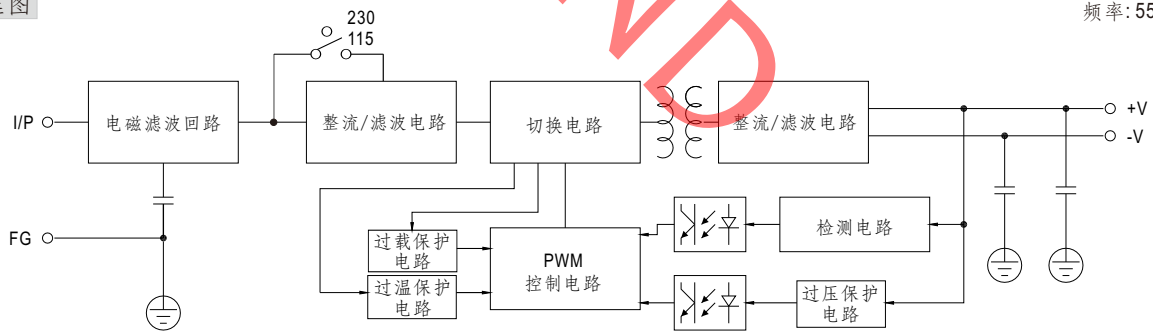 框图
频率: 55
230
115
I/P
电磁滤波回路
整流/滤波电路
切换电路
整流/滤波电路
+V
-V
FG
过载保护
电路
过温保护
电路
PWM
控制电路
检测电路
过压保护
电路
ND